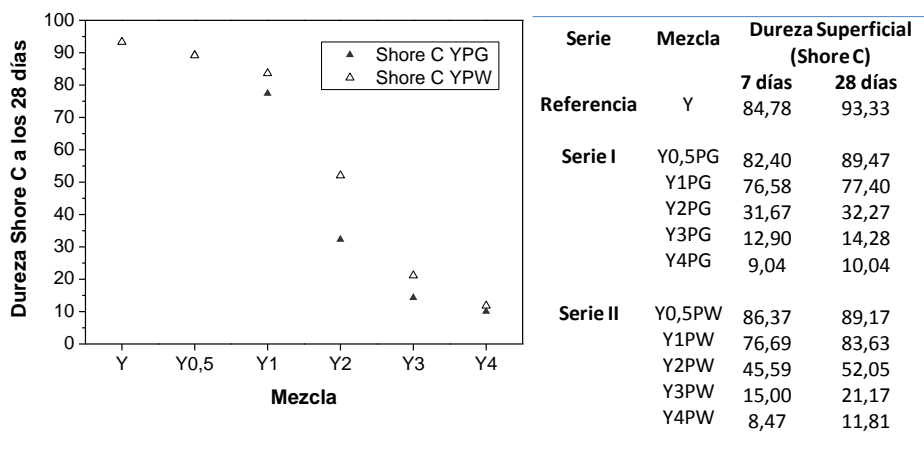 Dureza Shore C a los 28 días
100
90
80
70
60
50
40
30
20
10
0
Shore C YPG
Shore C YPW
Y Y0,5 Y1 Y2 Y3 Y4
Mezcla
Serie Mezcla Dureza Superficial
(Shore C)
7 días 28 días
Referencia Y 84,78 93,33
Serie I Y0,5PG 82,40 89,47
Y1PG 76,58 77,40
Y2PG 31,67 32,27
Y3PG 12,90 14,28
Y4PG 9,04 10,04
Serie II Y0,5PW 86,37 89,17
Y1PW 76,69 83,63
Y2PW 45,59 52,05
Y3PW 15,00 21,17
Y4PW 8,47 11,81